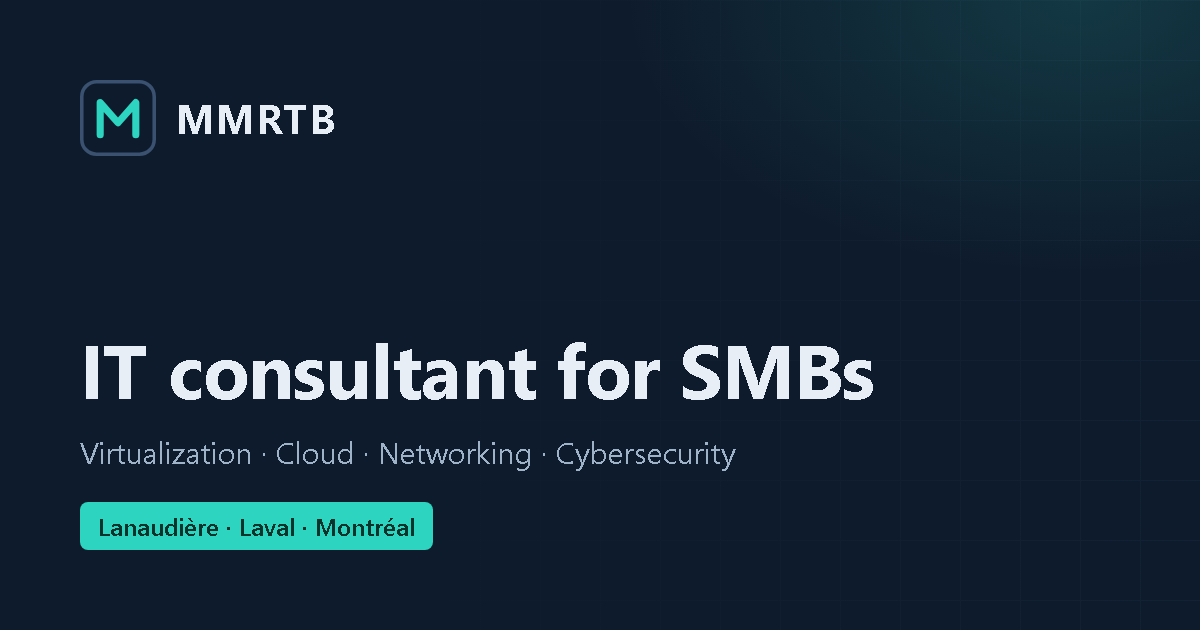 M MMRTB
IT consultant for SMBs
Virtualization · Cloud · Networking · Cybersecurity
Lanaudière · Laval · Montréal